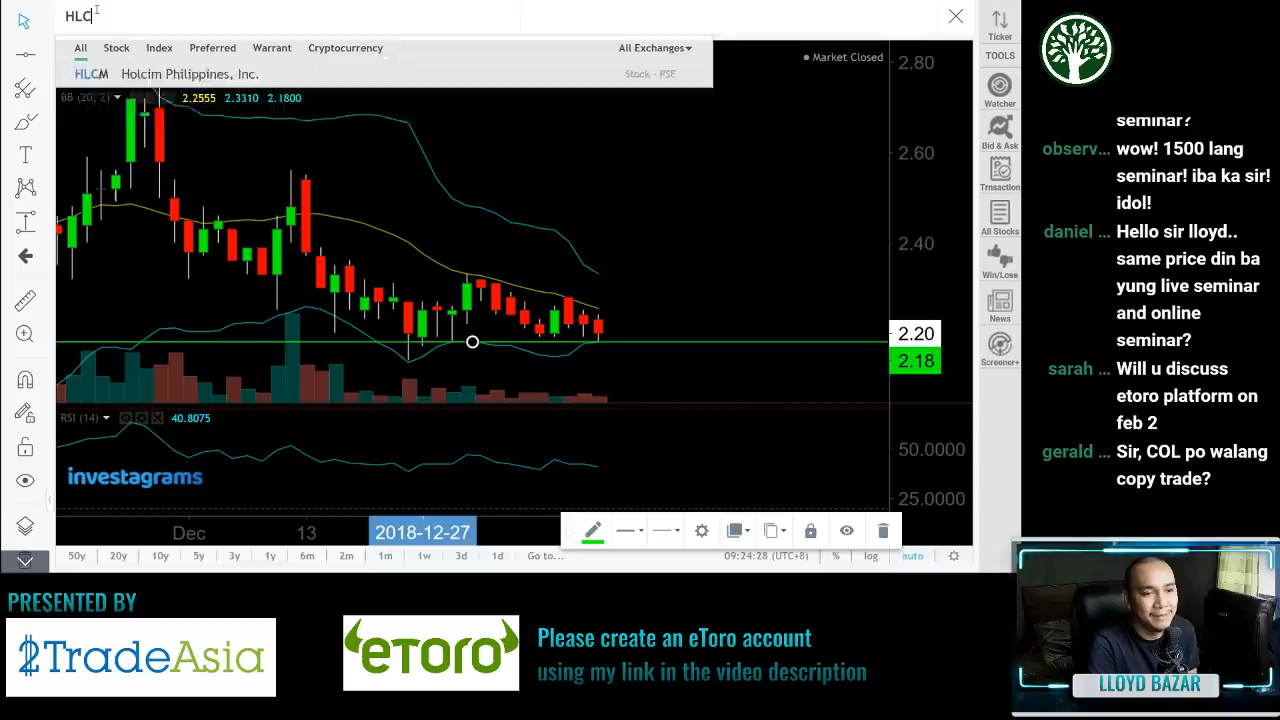 HLC
All Stock Index Preferred Warrant Cryptocurrency All Exchanges
HLCM Holcim Philippines, Inc. Stock - PSE
Market Closed
BB (20, 2) 2.2555 2.3310 2.1800
2.80
2.60
2.40
2.20
2.18
RSI (14) 40.8075
50.0000
25.0000
investagrams
Dec 13 2018-12-27
50y 20y 10y 5y 3y 1y 6m 2m 1m 1w 3d 1d Go to... 09:24:28 (UTC+8) % log auto
Ticker
TOOLS
Watcher
Bid & Ask
Trnsaction
All Stocks
Win/Lose
News
Screener+
seminar?
observ... wow! 1500 lang
seminar! iba ka sir!
idol!
daniel ... Hello sir lloyd..
same price din ba
yung live seminar
and online
seminar?
sarah ... Will u discuss
etoro platform on
feb 2
gerald ... Sir, COL po walang
copy trade?
PRESENTED BY
2TradeAsia
eToro
Please create an eToro account
using my link in the video description
LLOYD BAZAR